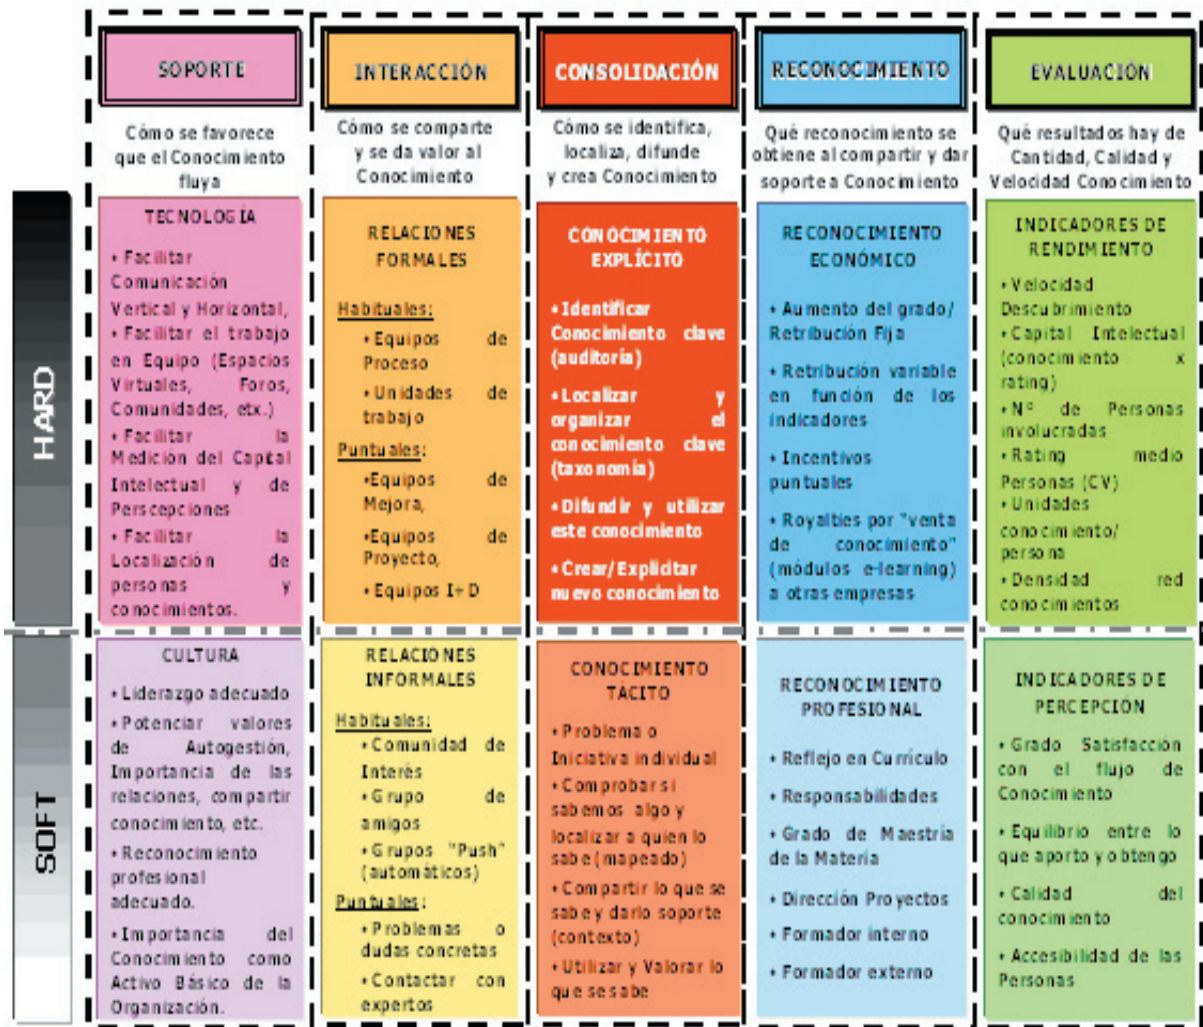 SOPORTE
Cómo se favorece
que el Conocimiento
fluya
TECNOLOGÍA
• Facilitar
Comunicación
Vertical y Horizontal,
• Facilitar el trabajo
en Equipo (Espacios
Virtuales, Foros,
Comunidades, etx.)
• Facilitar la
Medición del Capital
Intelectual y de
Perscepciones
• Facilitar la
Localización de
personas y
conocimientos.
CULTURA
• Liderazgo adecuado
• Potenciar valores
de Autogestión,
Importancia de las
relaciones, compartir
conocimiento, etc.
• Reconocimiento
profesional
adecuado.
• Importancia del
Conocimiento como
Activo Básico de la
Organización.
INTERACCIÓN
Cómo se comparte
y se da valor al
Conocimiento
RELACIONES
FORMALES
Habituales:
• Equipos de
Proceso
• Unidades de
trabajo
Puntuales:
•Equipos de
Mejora,
•Equipos de
Proyecto,
• Equipos I+D
RELACIONES
INFORMALES
Habituales:
• Comunidad de
Interés
• Grupo de
amigos
• Grupos "Push"
(automáticos)
Puntuales:
• Problemas o
dudas concretas
• Contactar con
expertos
CONSOLIDACIÓN
Cómo se identifica,
localiza, difunde
y crea Conocimiento
CONOCIMIENTO
EXPLÍCITO
• Identificar
Conocimiento clave
(auditoría)
• Localizar y
organizar el
conocimiento clave
(taxonomía)
• Difundir y utilizar
este conocimiento
• Crear/Explicitar
nuevo conocimiento
CONOCIMIENTO
TÁCITO
• Problema o
Iniciativa individual
• Comprobar si
sabemos algo y
localizar a quien lo
sabe (mapeado)
• Compartir lo que se
sabe y darlo soporte
(contexto)
• Utilizar y Valorar lo
que se sabe
RECONOCIMIENTO
Qué reconocimiento se
obtiene al compartir y dar
soporte a Conocimiento
RECONOCIMIENTO
ECONÓMICO
• Aumento del grado/
Retribución Fija
• Retribución variable
en función de los
indicadores
• Incentivos
puntuales
• Royalties por "venta
de conocimiento"
(módulos e-learning)
a otras empresas
RECONOCIMIENTO
PROFESIONAL
• Reflejo en Currículo
• Responsabilidades
• Grado de Maestría
de la Materia
• Dirección Proyectos
• Formador interno
• Formador externo
EVALUACIÓN
Qué resultados hay de
Cantidad, Calidad y
Velocidad Conocimiento
INDICADORES DE
RENDIMIENTO
• Velocidad
Descubrimiento
• Capital Intelectual
(conocimiento x
rating)
• Nº de Personas
involucradas
• Rating medio
Personas (CV)
• Unidades
conocimiento/
persona
• Densidad red
conocimientos
INDICADORES DE
PERCEPCIÓN
• Grado Satisfacción
con el flujo de
Conocimiento
• Equilibrio entre lo
que aporto y obtengo
• Calidad del
conocimiento
• Accesibilidad de las
Personas
HARD
SOFT